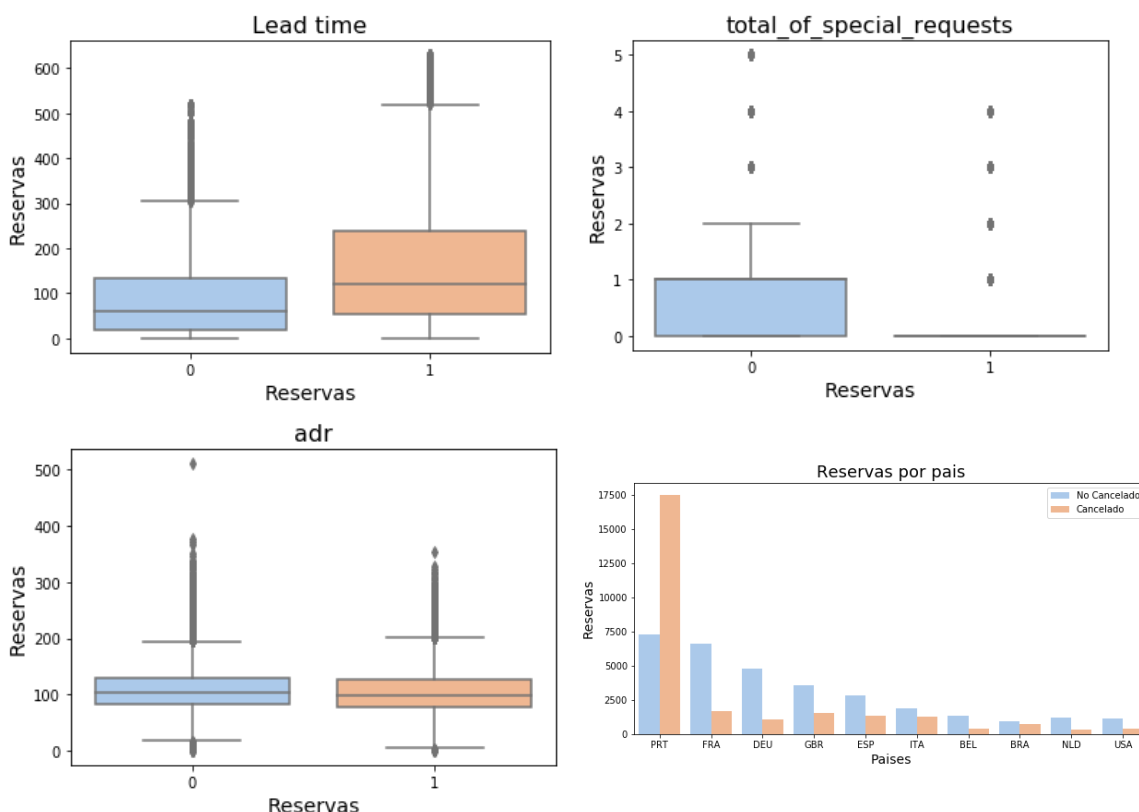 Lead time
600
500
400
300
200
100
0
Reservas
0 1
Reservas
total_of_special_requests
5
4
3
2
1
0
Reservas
0 1
Reservas
adr
500
400
300
200
100
0
Reservas
0 1
Reservas
Reservas por pais
No Cancelado
Cancelado
17500
15000
12500
10000
7500
5000
2500
0
Reservas
PRT FRA DEU GBR ESP ITA BEL BRA NLD USA
Paises